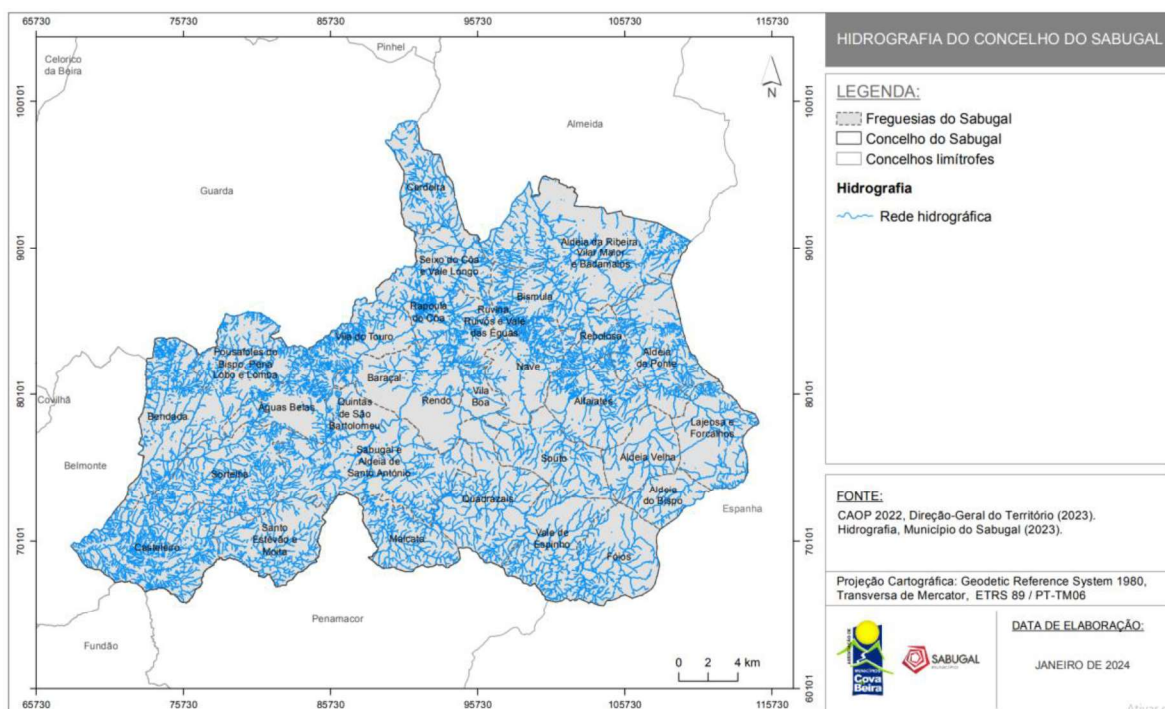 65730 75730 85730 95730 105730 115730
HIDROGRAFIA DO CONCELHO DO SABUGAL
LEGENDA:
Freguesias do Sabugal
Concelho do Sabugal
Concelhos limítrofes
Hidrografia
Rede hidrográfica
Celorico
da Beira
Pinhel
N
100101
100101
Almeida
Guarda
Cerdeira
90101
90101
Aldeia da Ribeira,
Vilar Maior
e Badamalos
Seixo do Côa
e Vale Longo
Bismula
Rapoula
do Côa
Ruvina,
Ruivós e Vale
das Éguas
Vila do Touro
Rebolosa
Pousafoles do
Bispo, Pena
Lobo e Lomba
Aldeia
da Ponte
Nave
Baraçal
80101
80101
Covilhã
Vila
Boa
Rendo
Alfaiates
Quintas
de São
Bartolomeu
Águas Belas
Bendada
Lajeosa e
Forcalhos
Sabugal e
Aldeia de
Santo António
Souto
Aldeia Velha
Belmonte
Sortelha
Aldeia
do Bispo
Quadrazais
Espanha
Santo
Estêvão e
Moita
Malcata
Vale de
Espinho
70101
70101
Casteleiro
Fóios
Penamacor
Fundão
0 2 4 km
60101
65730 75730 85730 95730 105730 115730
FONTE:
CAOP 2022, Direção-Geral do Território (2023).
Hidrografia, Município do Sabugal (2023).
Projeção Cartográfica: Geodetic Reference System 1980,
Transversa de Mercator, ETRS 89 / PT-TM06
MUNICÍPIOS
Cova
Beira
SABUGAL
DATA DE ELABORAÇÃO:
JANEIRO DE 2024
Ativar